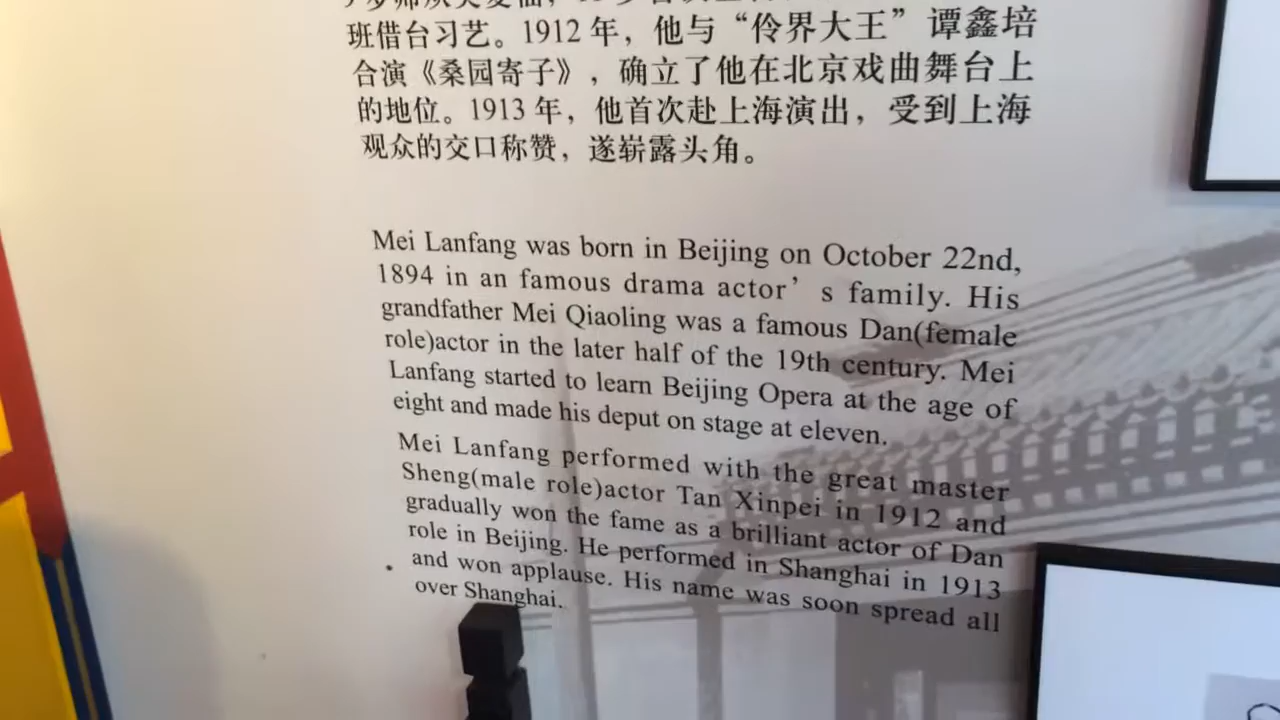 班借台习艺。1912 年，他与“伶界大王”谭鑫培
合演《桑园寄子》，确立了他在北京戏曲舞台上
的地位。1913 年，他首次赴上海演出，受到上海
观众的交口称赞，遂崭露头角。
Mei Lanfang was born in Beijing on October 22nd,
1894 in an famous drama actor’ s family. His
grandfather Mei Qiaoling was a famous Dan(female
role)actor in the later half of the 19th century. Mei
Lanfang started to learn Beijing Opera at the age of
eight and made his deput on stage at eleven.
Mei Lanfang performed with the great master
Sheng(male role)actor Tan Xinpei in 1912 and
gradually won the fame as a brilliant actor of Dan
role in Beijing. He performed in Shanghai in 1913
and won applause. His name was soon spread all
over Shanghai.